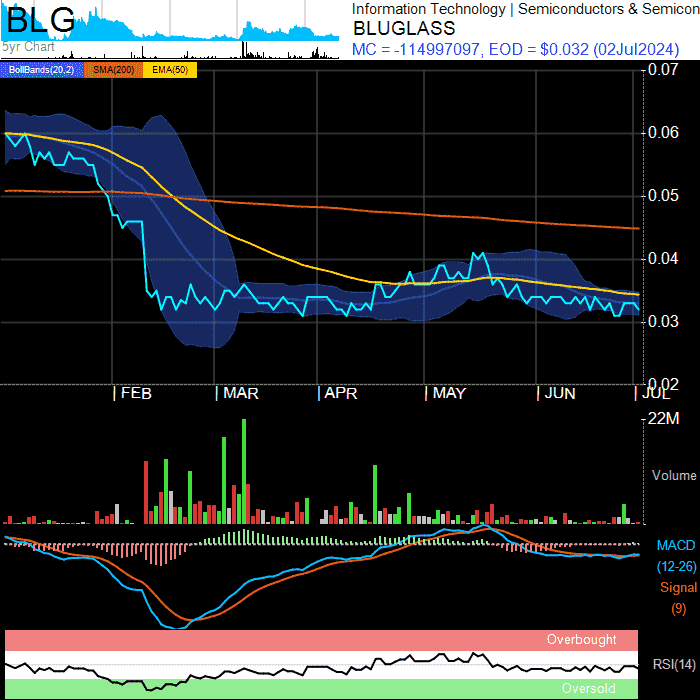 BLG
5yr Chart
Information Technology | Semiconductors & Semicon
BLUGLASS
MC = -114997097, EOD = $0.032 (02Jul2024)
BollBands(20,2) SMA(200) EMA(50)
0.07
0.06
0.05
0.04
0.03
0.02
FEB MAR APR MAY JUN JUL
22M
Volume
MACD
(12-26)
Signal
(9)
Overbought
RSI(14)
Oversold